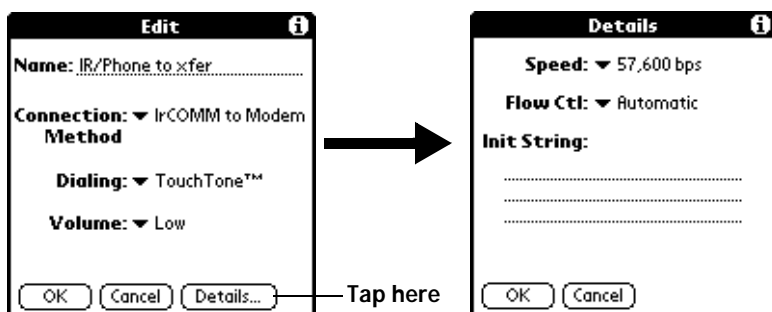 Edit
Name: IR/Phone to xfer
Connection: IrCOMM to Modem
Method
Dialing: TouchTone™
Volume: Low
OK Cancel Details...
Tap here
Details
Speed: 57,600 bps
Flow Ctl: Automatic
Init String:
OK Cancel